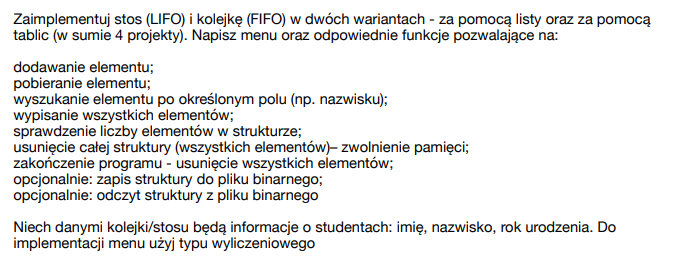 Zaimplementuj stos (LIFO) i kolejkę (FIFO) w dwóch wariantach - za pomocą listy oraz za pomocą
tablic (w sumie 4 projekty). Napisz menu oraz odpowiednie funkcje pozwalające na:
dodawanie elementu;
pobieranie elementu;
wyszukanie elementu po określonym polu (np. nazwisku);
wypisanie wszystkich elementów;
sprawdzenie liczby elementów w strukturze;
usunięcie całej struktury (wszystkich elementów)– zwolnienie pamięci;
zakończenie programu - usunięcie wszystkich elementów;
opcjonalnie: zapis struktury do pliku binarnego;
opcjonalnie: odczyt struktury z pliku binarnego
Niech danymi kolejki/stosu będą informacje o studentach: imię, nazwisko, rok urodzenia. Do
implementacji menu użyj typu wyliczeniowego